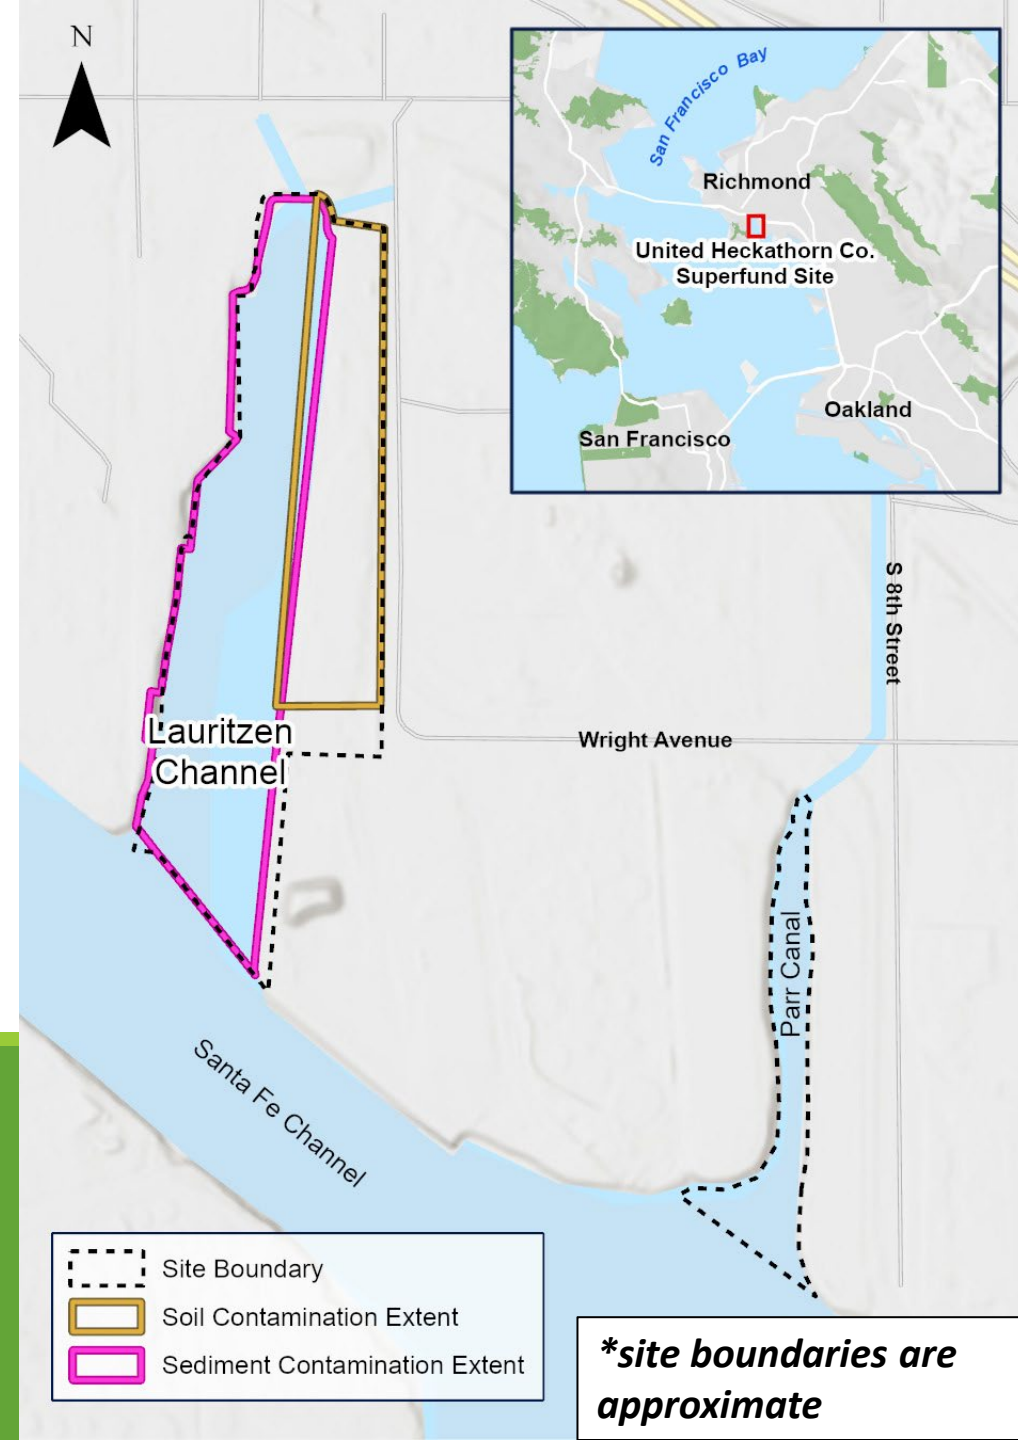 N
San Francisco Bay
Richmond
United Heckathorn Co.
Superfund Site
Oakland
San Francisco
S 8th Street
Lauritzen
Channel
Wright Avenue
Parr Canal
Santa Fe Channel
Site Boundary
Soil Contamination Extent
Sediment Contamination Extent
*site boundaries are
approximate